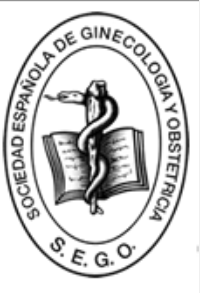 SOCIEDAD ESPAÑOLA DE GINECOLOGIA Y OBSTETRICIA
S. E. G. O.